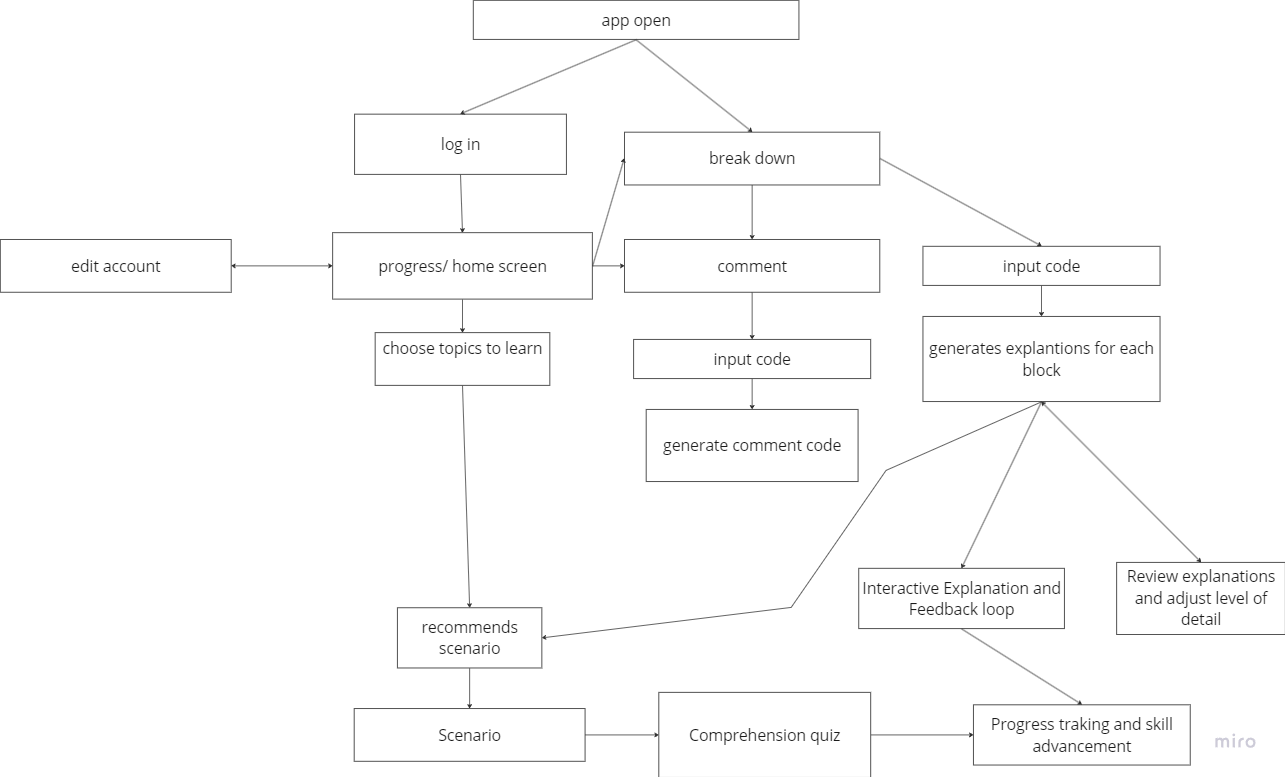 app open
log in
break down
edit account
progress/ home screen
comment
input code
choose topics to learn
input code
generates explantions for each
block
generate comment code
Interactive Explanation and
Feedback loop
Review explanations
and adjust level of
detail
recommends
scenario
Scenario
Comprehension quiz
Progress traking and skill
advancement
miro